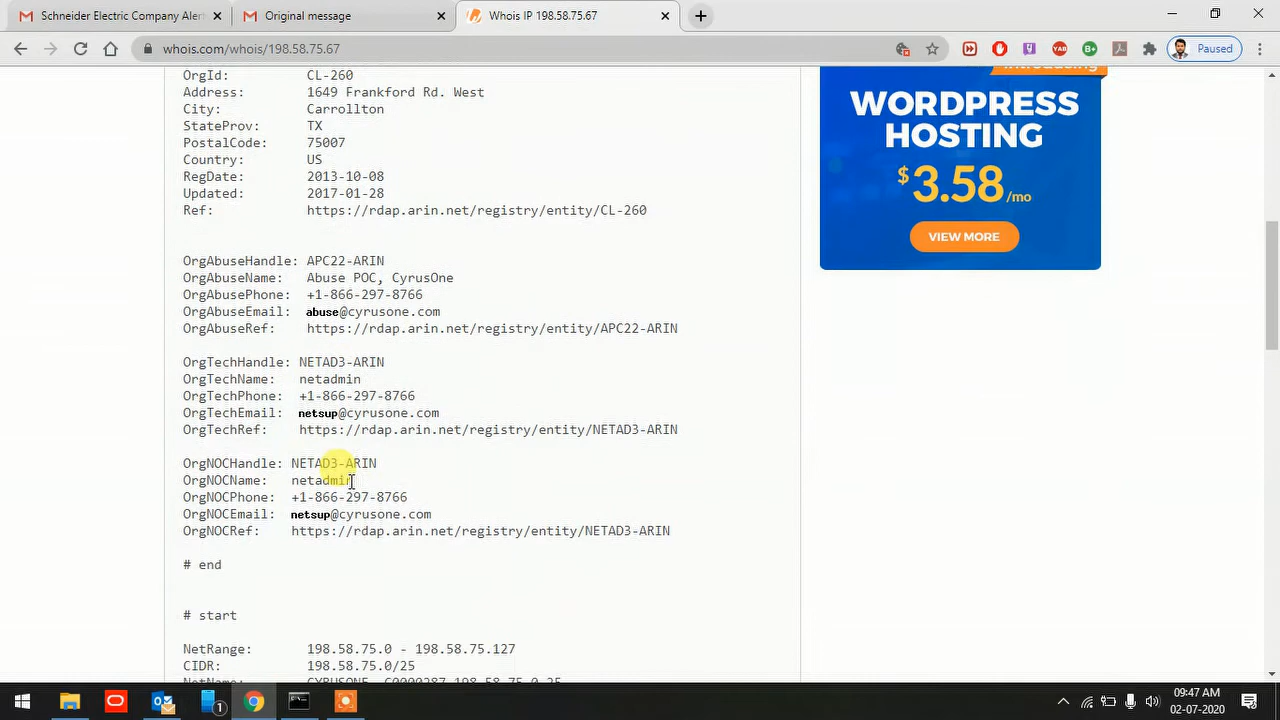 Schneider Electric Company Aler
Original message
Whois IP 198.58.75.67
whois.com/whois/198.58.75.67
Paused
OrgId: CL-260
Address: 1649 Frankford Rd. West
City: Carrollton
StateProv: TX
PostalCode: 75007
Country: US
RegDate: 2013-10-08
Updated: 2017-01-28
Ref: https://rdap.arin.net/registry/entity/CL-260
OrgAbuseHandle: APC22-ARIN
OrgAbuseName: Abuse POC, CyrusOne
OrgAbusePhone: +1-866-297-8766
OrgAbuseEmail: abuse@cyrusone.com
OrgAbuseRef: https://rdap.arin.net/registry/entity/APC22-ARIN
OrgTechHandle: NETAD3-ARIN
OrgTechName: netadmin
OrgTechPhone: +1-866-297-8766
OrgTechEmail: netsup@cyrusone.com
OrgTechRef: https://rdap.arin.net/registry/entity/NETAD3-ARIN
OrgNOCHandle: NETAD3-ARIN
OrgNOCName: netadmin
OrgNOCPhone: +1-866-297-8766
OrgNOCEmail: netsup@cyrusone.com
OrgNOCRef: https://rdap.arin.net/registry/entity/NETAD3-ARIN
# end
# start
NetRange: 198.58.75.0 - 198.58.75.127
CIDR: 198.58.75.0/25
WORDPRESS
HOSTING
$3.58/mo
VIEW MORE
09:47 AM
02-07-2020